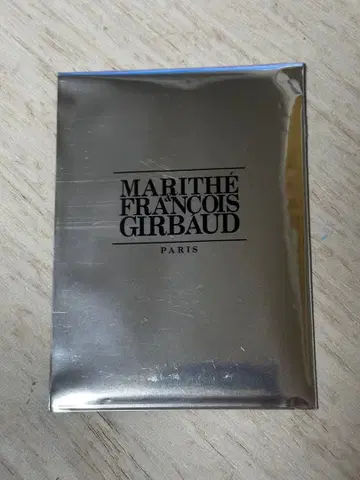 MARITHÉ
&
FRANÇOIS
GIRBAUD
PARIS